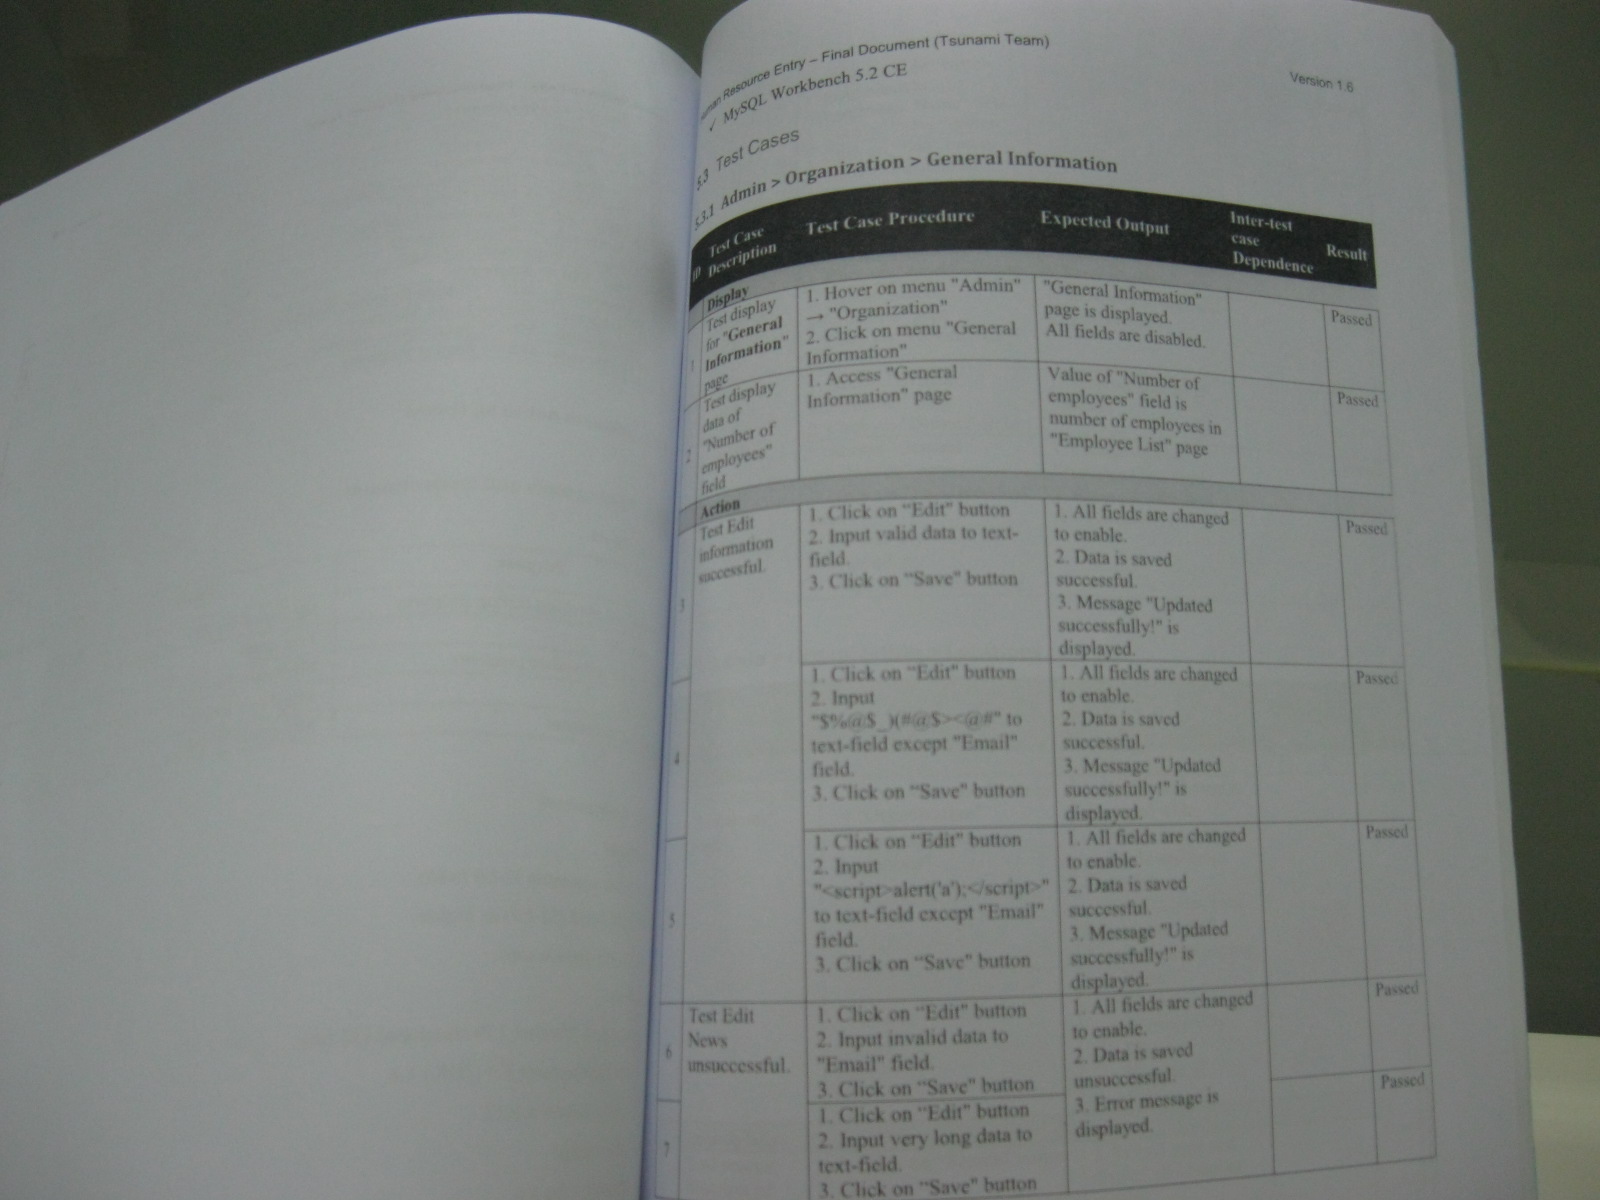 Human Resource Entry – Final Document (Tsunami Team)
Version 1.6
✓ MySQL Workbench 5.2 CE
5.3 Test Cases
5.3.1 Admin > Organization > General Information
ID
Test Case
Description
Test Case Procedure
Expected Output
Inter-test
case
Dependence
Result
Display
1
Test display
for "General
Information"
page
1. Hover on menu "Admin"
→ "Organization"
2. Click on menu "General
Information"
"General Information"
page is displayed.
All fields are disabled.
Passed
2
Test display
data of
"Number of
employees"
field
1. Access "General
Information" page
Value of "Number of
employees" field is
number of employees in
"Employee List" page
Passed
Action
3
Test Edit
information
successful.
1. Click on "Edit" button
2. Input valid data to text-
field.
3. Click on "Save" button
1. All fields are changed
to enable.
2. Data is saved
successful.
3. Message "Updated
successfully!" is
displayed.
Passed
4
1. Click on "Edit" button
2. Input
"$%@$_)(#@$><@#" to
text-field except "Email"
field.
3. Click on "Save" button
1. All fields are changed
to enable.
2. Data is saved
successful.
3. Message "Updated
successfully!" is
displayed.
Passed
5
1. Click on "Edit" button
2. Input
"<script>alert('a');</script>"
to text-field except "Email"
field.
3. Click on "Save" button
1. All fields are changed
to enable.
2. Data is saved
successful.
3. Message "Updated
successfully!" is
displayed.
Passed
6
Test Edit
News
unsuccessful.
1. Click on "Edit" button
2. Input invalid data to
"Email" field.
3. Click on "Save" button
1. All fields are changed
to enable.
2. Data is saved
unsuccessful.
3. Error message is
displayed.
Passed
7
1. Click on "Edit" button
2. Input very long data to
text-field.
3. Click on "Save" button
Passed